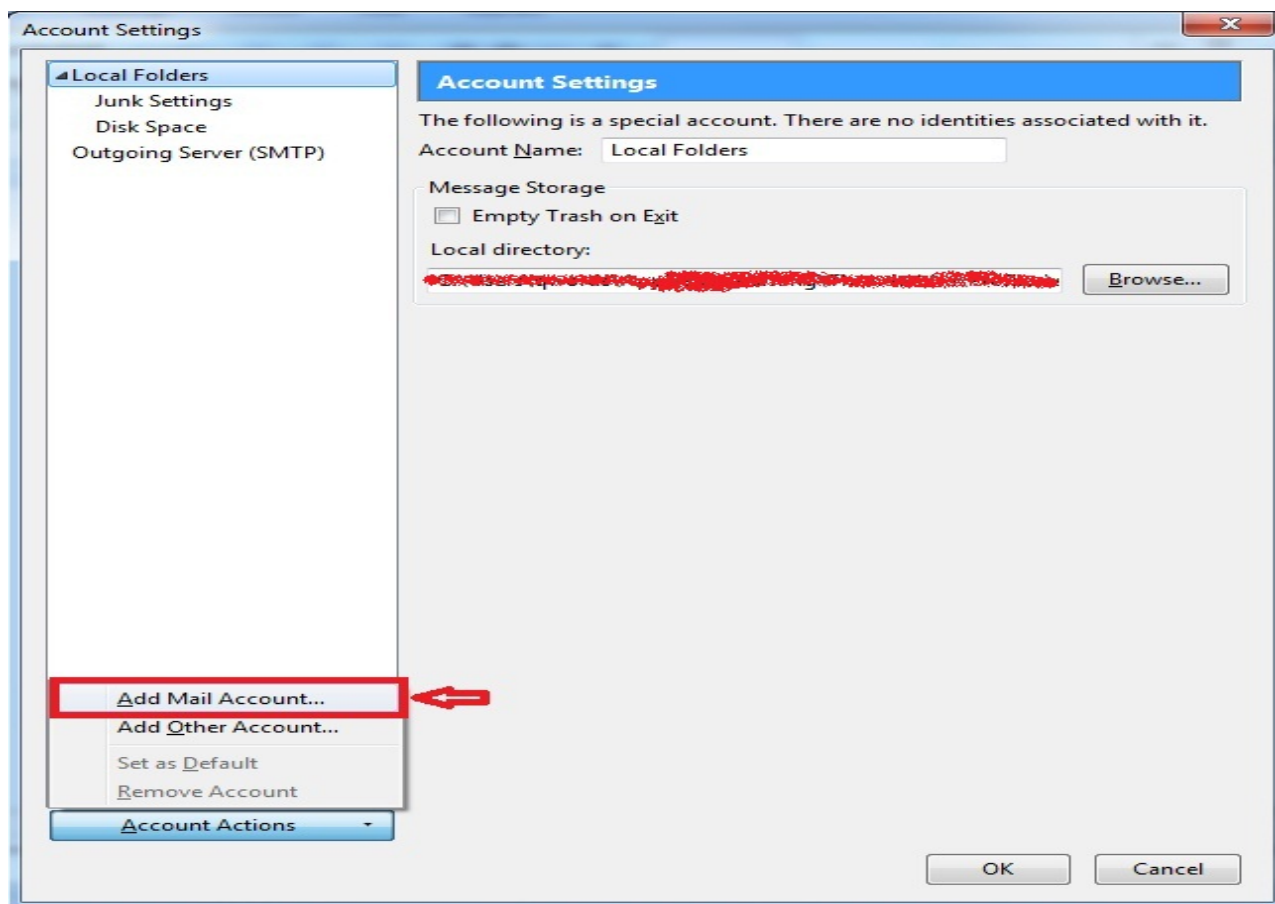 Account Settings
Local Folders
Junk Settings
Disk Space
Outgoing Server (SMTP)
Account Settings
The following is a special account. There are no identities associated with it.
Account Name: Local Folders
Message Storage
Empty Trash on Exit
Local directory:
Browse...
Add Mail Account...
Add Other Account...
Set as Default
Remove Account
Account Actions
OK Cancel